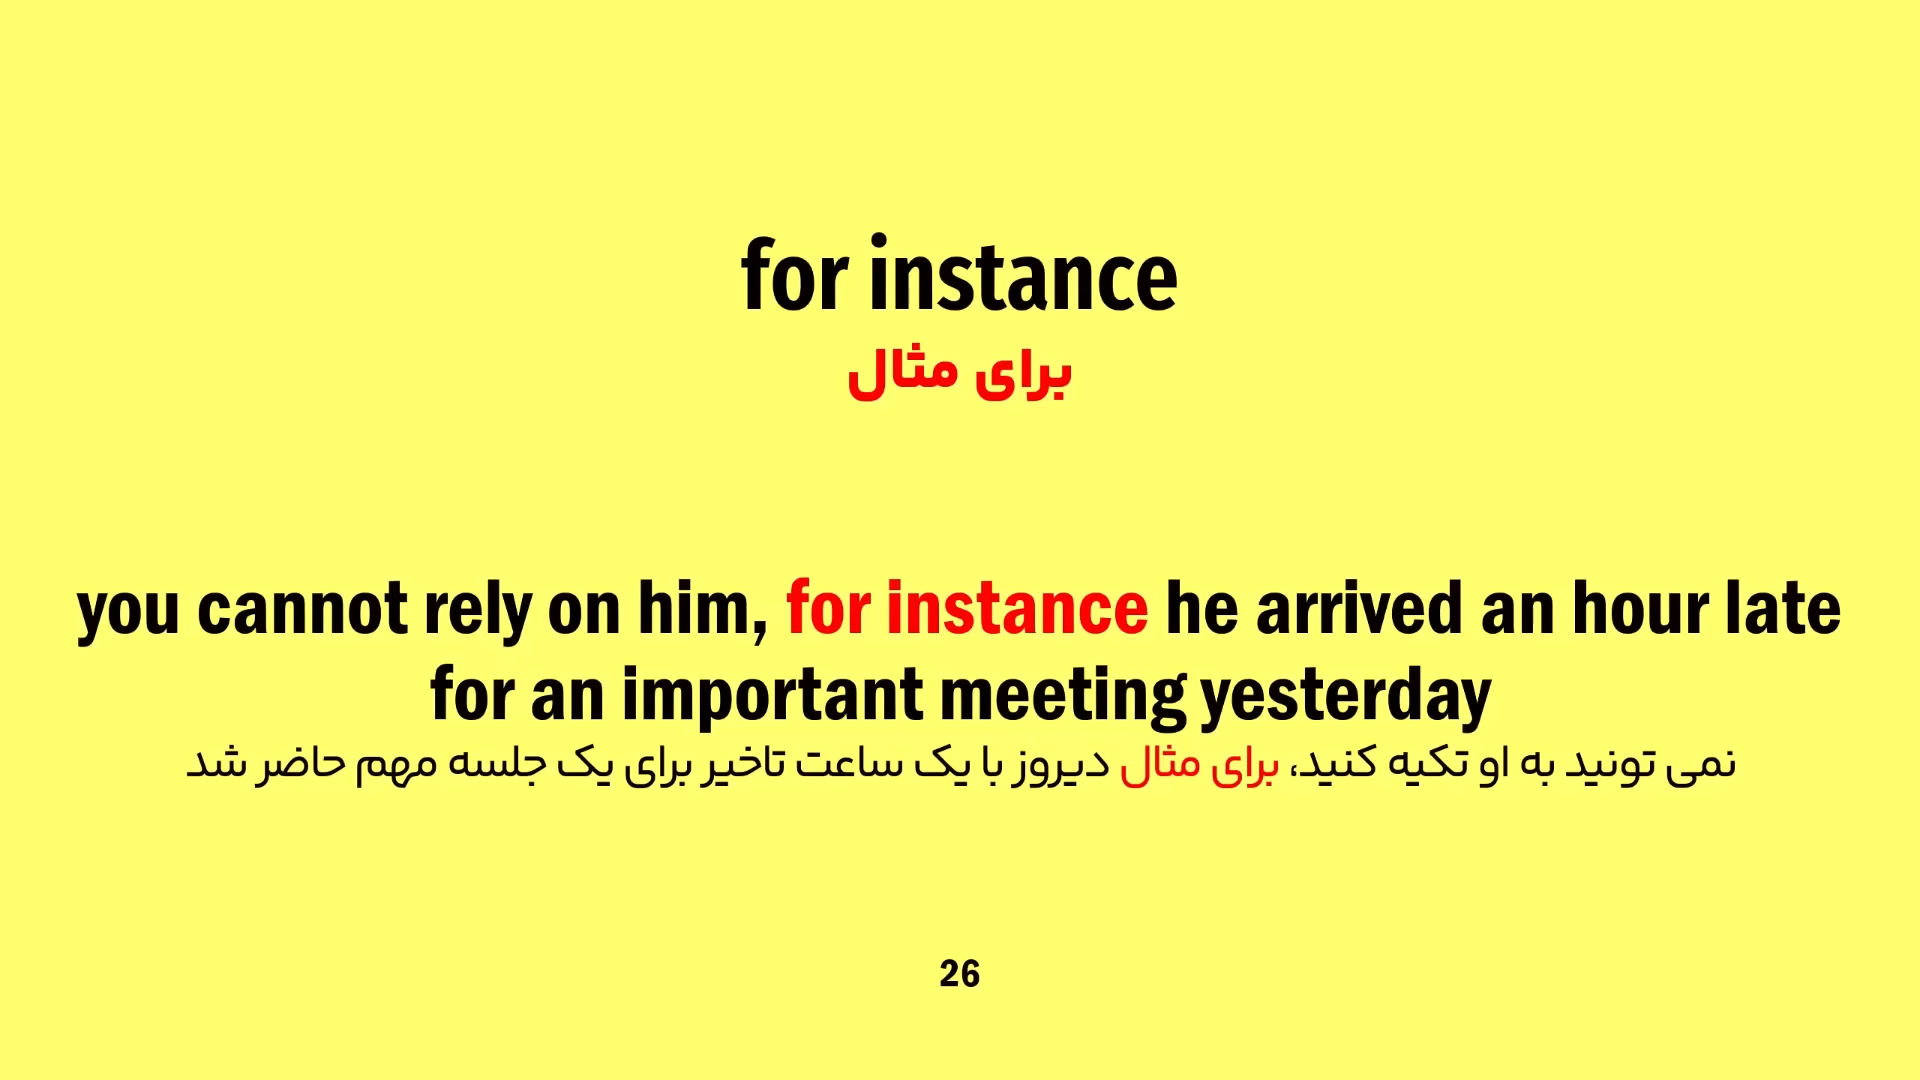 for instance
برای مثال
you cannot rely on him, for instance he arrived an hour late
for an important meeting yesterday
نمی تونید به او تکیه کنید، برای مثال دیروز با یک ساعت تاخیر برای یک جلسه مهم حاضر شد
26